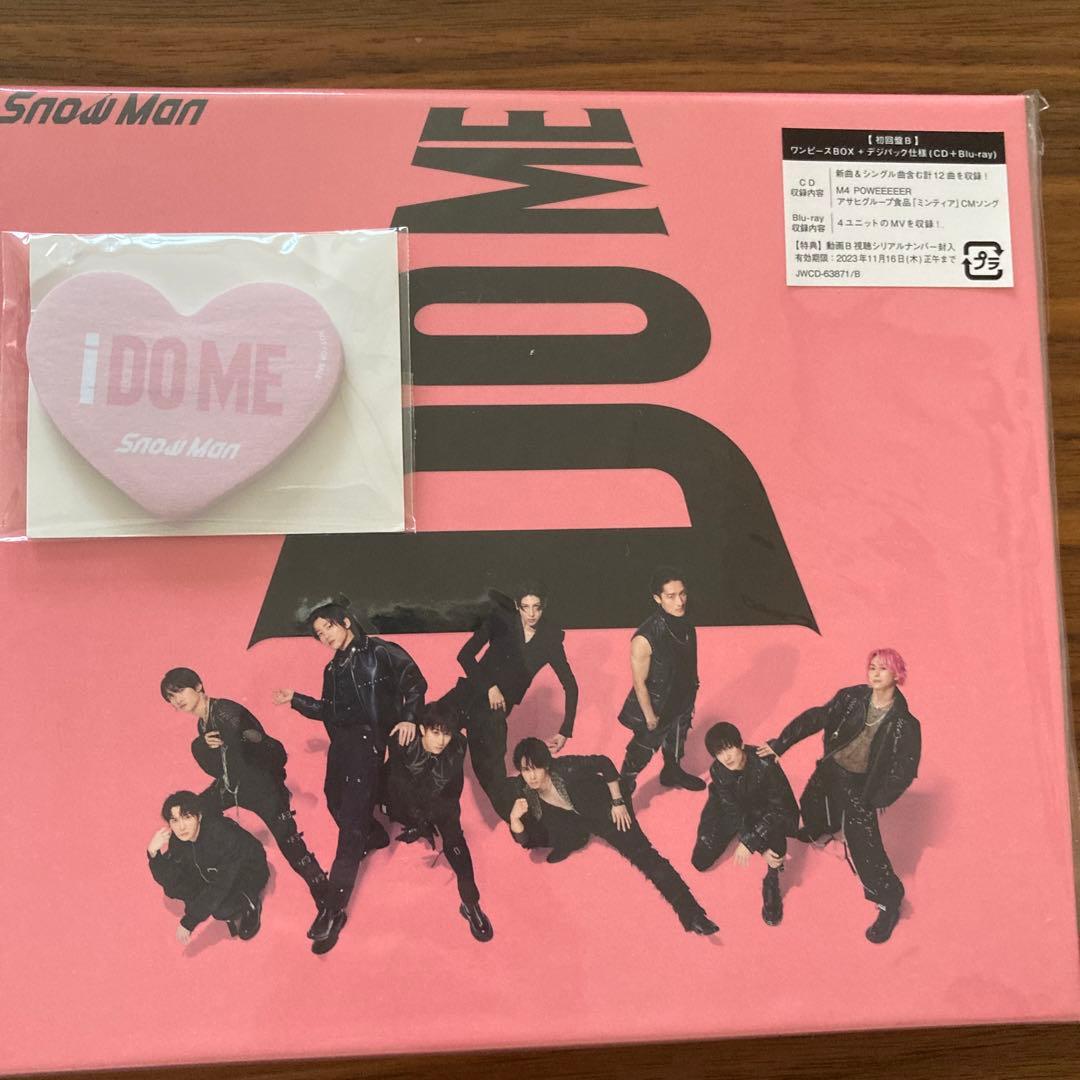 Snow Man
i DO ME
【 初回盤B 】
ワンピースBOX + デジパック仕様(CD+Blu-ray)
CD
収録内容
新曲&シングル曲含む計12曲を収録!
M4 POWEEEEER
アサヒグループ食品「ミンティア」CMソング
Blu-ray
収録内容
4ユニットのMVを収録!
【特典】動画B 視聴シリアルナンバー封入
有効期限:2023年11月16日(木)正午まで
JWCD-63871/B
プラ
i DO ME
Snow Man